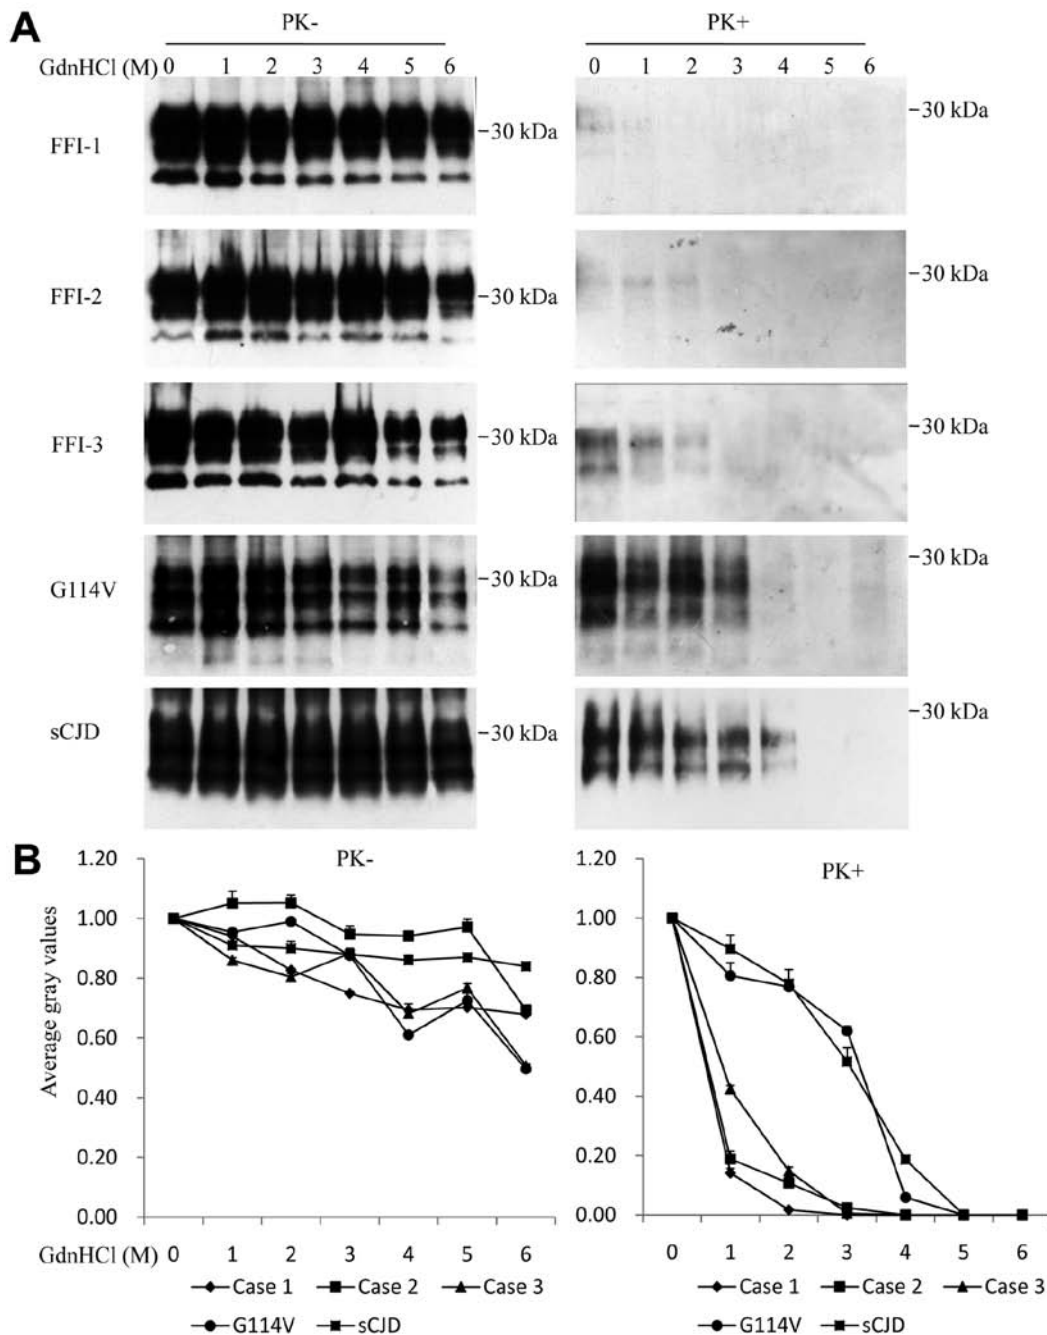 A
PK-
PK+
GdnHCl (M) 0 1 2 3 4 5 6
0 1 2 3 4 5 6
FFI-1
-30 kDa
-30 kDa
FFI-2
-30 kDa
-30 kDa
FFI-3
-30 kDa
-30 kDa
G114V
-30 kDa
-30 kDa
sCJD
-30 kDa
-30 kDa
B
PK-
Average gray values
1.20
1.00
0.80
0.60
0.40
0.20
0.00
GdnHCl (M) 0 1 2 3 4 5 6
Case 1 Case 2 Case 3
G114V sCJD
PK+
1.20
1.00
0.80
0.60
0.40
0.20
0.00
0 1 2 3 4 5 6
Case 1 Case 2 Case 3
G114V sCJD